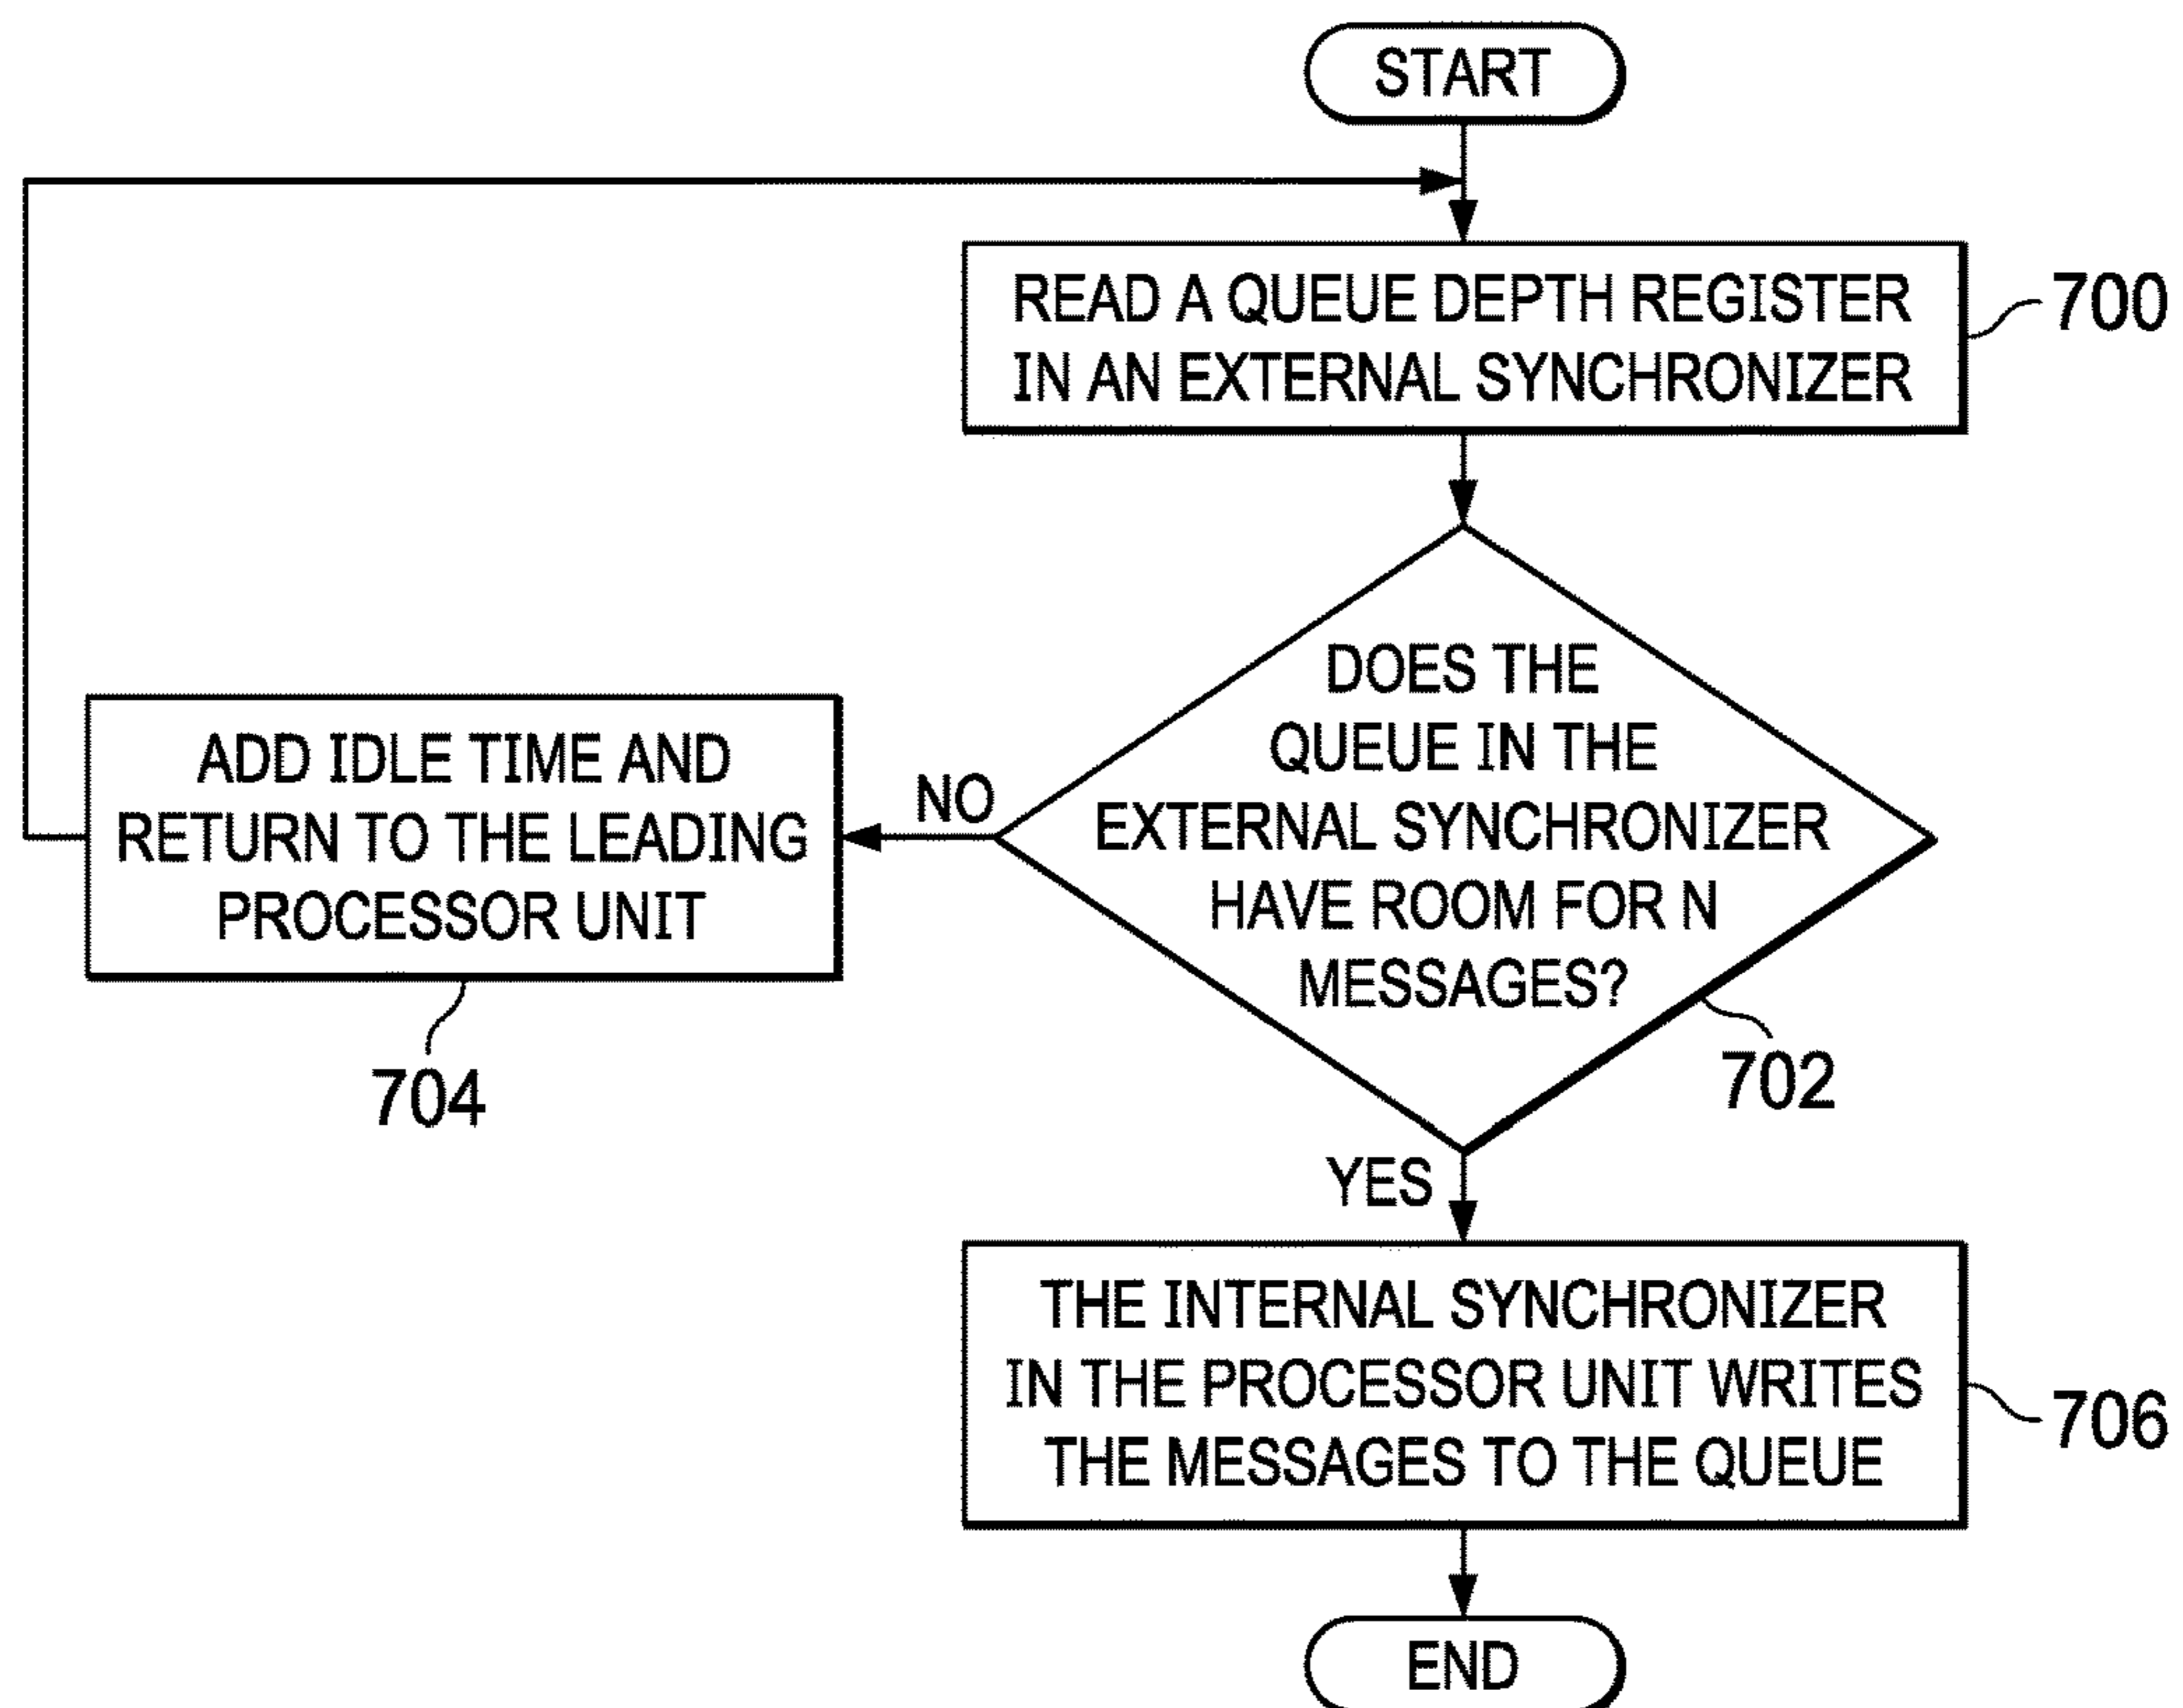 START
READ A QUEUE DEPTH REGISTER
IN AN EXTERNAL SYNCHRONIZER
700
DOES THE
QUEUE IN THE
EXTERNAL SYNCHRONIZER
HAVE ROOM FOR N
MESSAGES?
702
NO
ADD IDLE TIME AND
RETURN TO THE LEADING
PROCESSOR UNIT
704
YES
THE INTERNAL SYNCHRONIZER
IN THE PROCESSOR UNIT WRITES
THE MESSAGES TO THE QUEUE
706
END